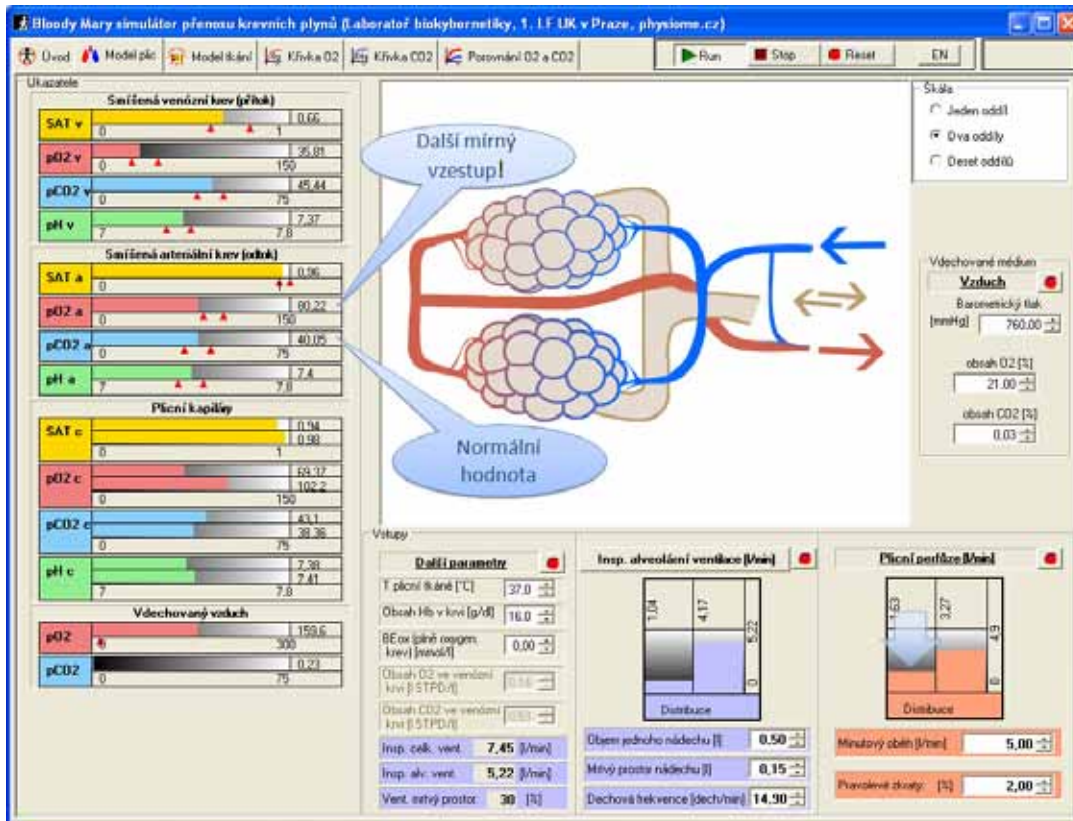 Bloody Mary simulátor přenosu krevních plynů (Laboratoř biokybernetiky, 1. LF UK v Praze, physiome.cz)
Úvod Model plic Model tkání Křivka O2 Křivka CO2 Porovnání O2 a CO2 Run Stop Reset EN
Ukazatele
Smíšená venózní krev (přítok)
SAT v 0,66
0 1
pO2 v 35,81
0 150
pCO2 v 45,44
0 75
pH v 7,37
7 7,8
Smíšená arteriální krev (odtok)
SAT a 0,96
0 1
pO2 a 80,22
0 150
pCO2 a 40,05
0 75
pH a 7,4
7 7,8
Plicní kapiláry
SAT c 0,94
0,98
0 1
pO2 c 69,37
102,2
0 150
pCO2 c 43,1
38,36
0 75
pH c 7,38
7,41
7 7,8
Vdechovaný vzduch
pO2 159,6
0 300
pCO2 0,23
0 75
Další mírný
vzestup!
Normální
hodnota
Škála
Jeden oddíl
Dva oddíly
Deset oddílů
Vdechované médium
Vzduch
Barometrický tlak
[mmHg] 760.00
obsah O2 [%]
21.00
obsah CO2 [%]
0.03
Vstupy
Další parametry
T plicní tkáně [°C] 37.0
Obsah Hb v krvi [g/dl] 16.0
BEox (plně oxygen.
krev) [mmol/l] 0,00
Obsah O2 ve venózní
krvi [l STPD/l]
Obsah CO2 ve venózní
krvi [l STPD/l]
Insp. celk. vent. 7,45 [l/min]
Insp. alv. vent. 5,22 [l/min]
Vent. mrtvý prostor 30 [%]
Insp. alveolární ventilace [l/min]
1,04 4,17 5,22
0
Distribuce
Objem jednoho nádechu [l] 0,50
Mrtvý prostor nádechu [l] 0,15
Dechová frekvence [dech/min] 14,90
Plicní perfúze [l/min]
1,63 3,27 4,9
0
Distribuce
Minutový oběh [l/min] 5,00
Pravolevé zkraty: [%] 2,00